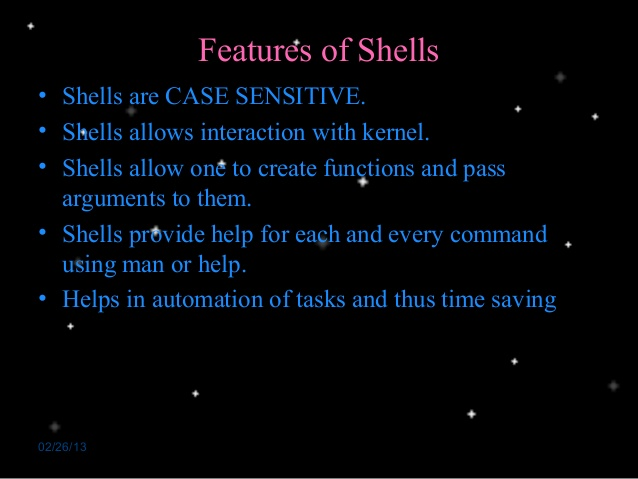 Features of Shells
• Shells are CASE SENSITIVE.
• Shells allows interaction with kernel.
• Shells allow one to create functions and pass
arguments to them.
• Shells provide help for each and every command
using man or help.
• Helps in automation of tasks and thus time saving
02/26/13